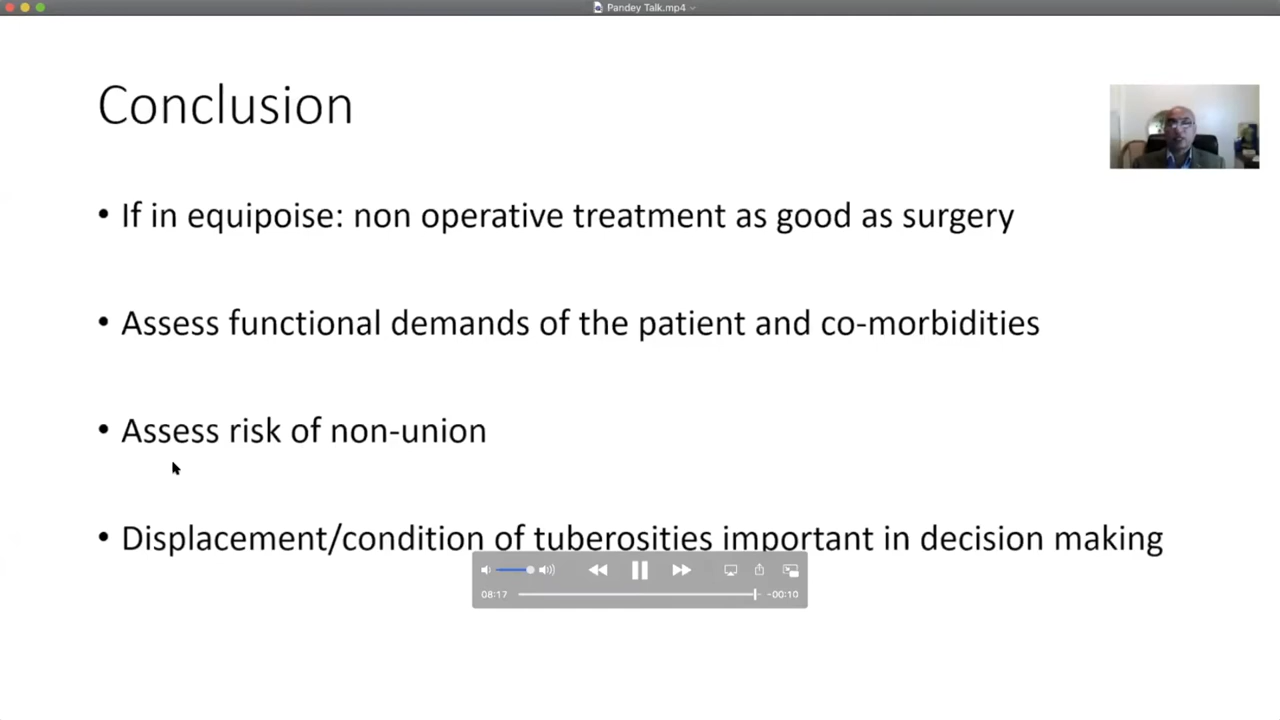 Pandey Talk.mp4
Conclusion
• If in equipoise: non operative treatment as good as surgery
• Assess functional demands of the patient and co-morbidities
• Assess risk of non-union
• Displacement/condition of tuberosities important in decision making
08:17
-00:10